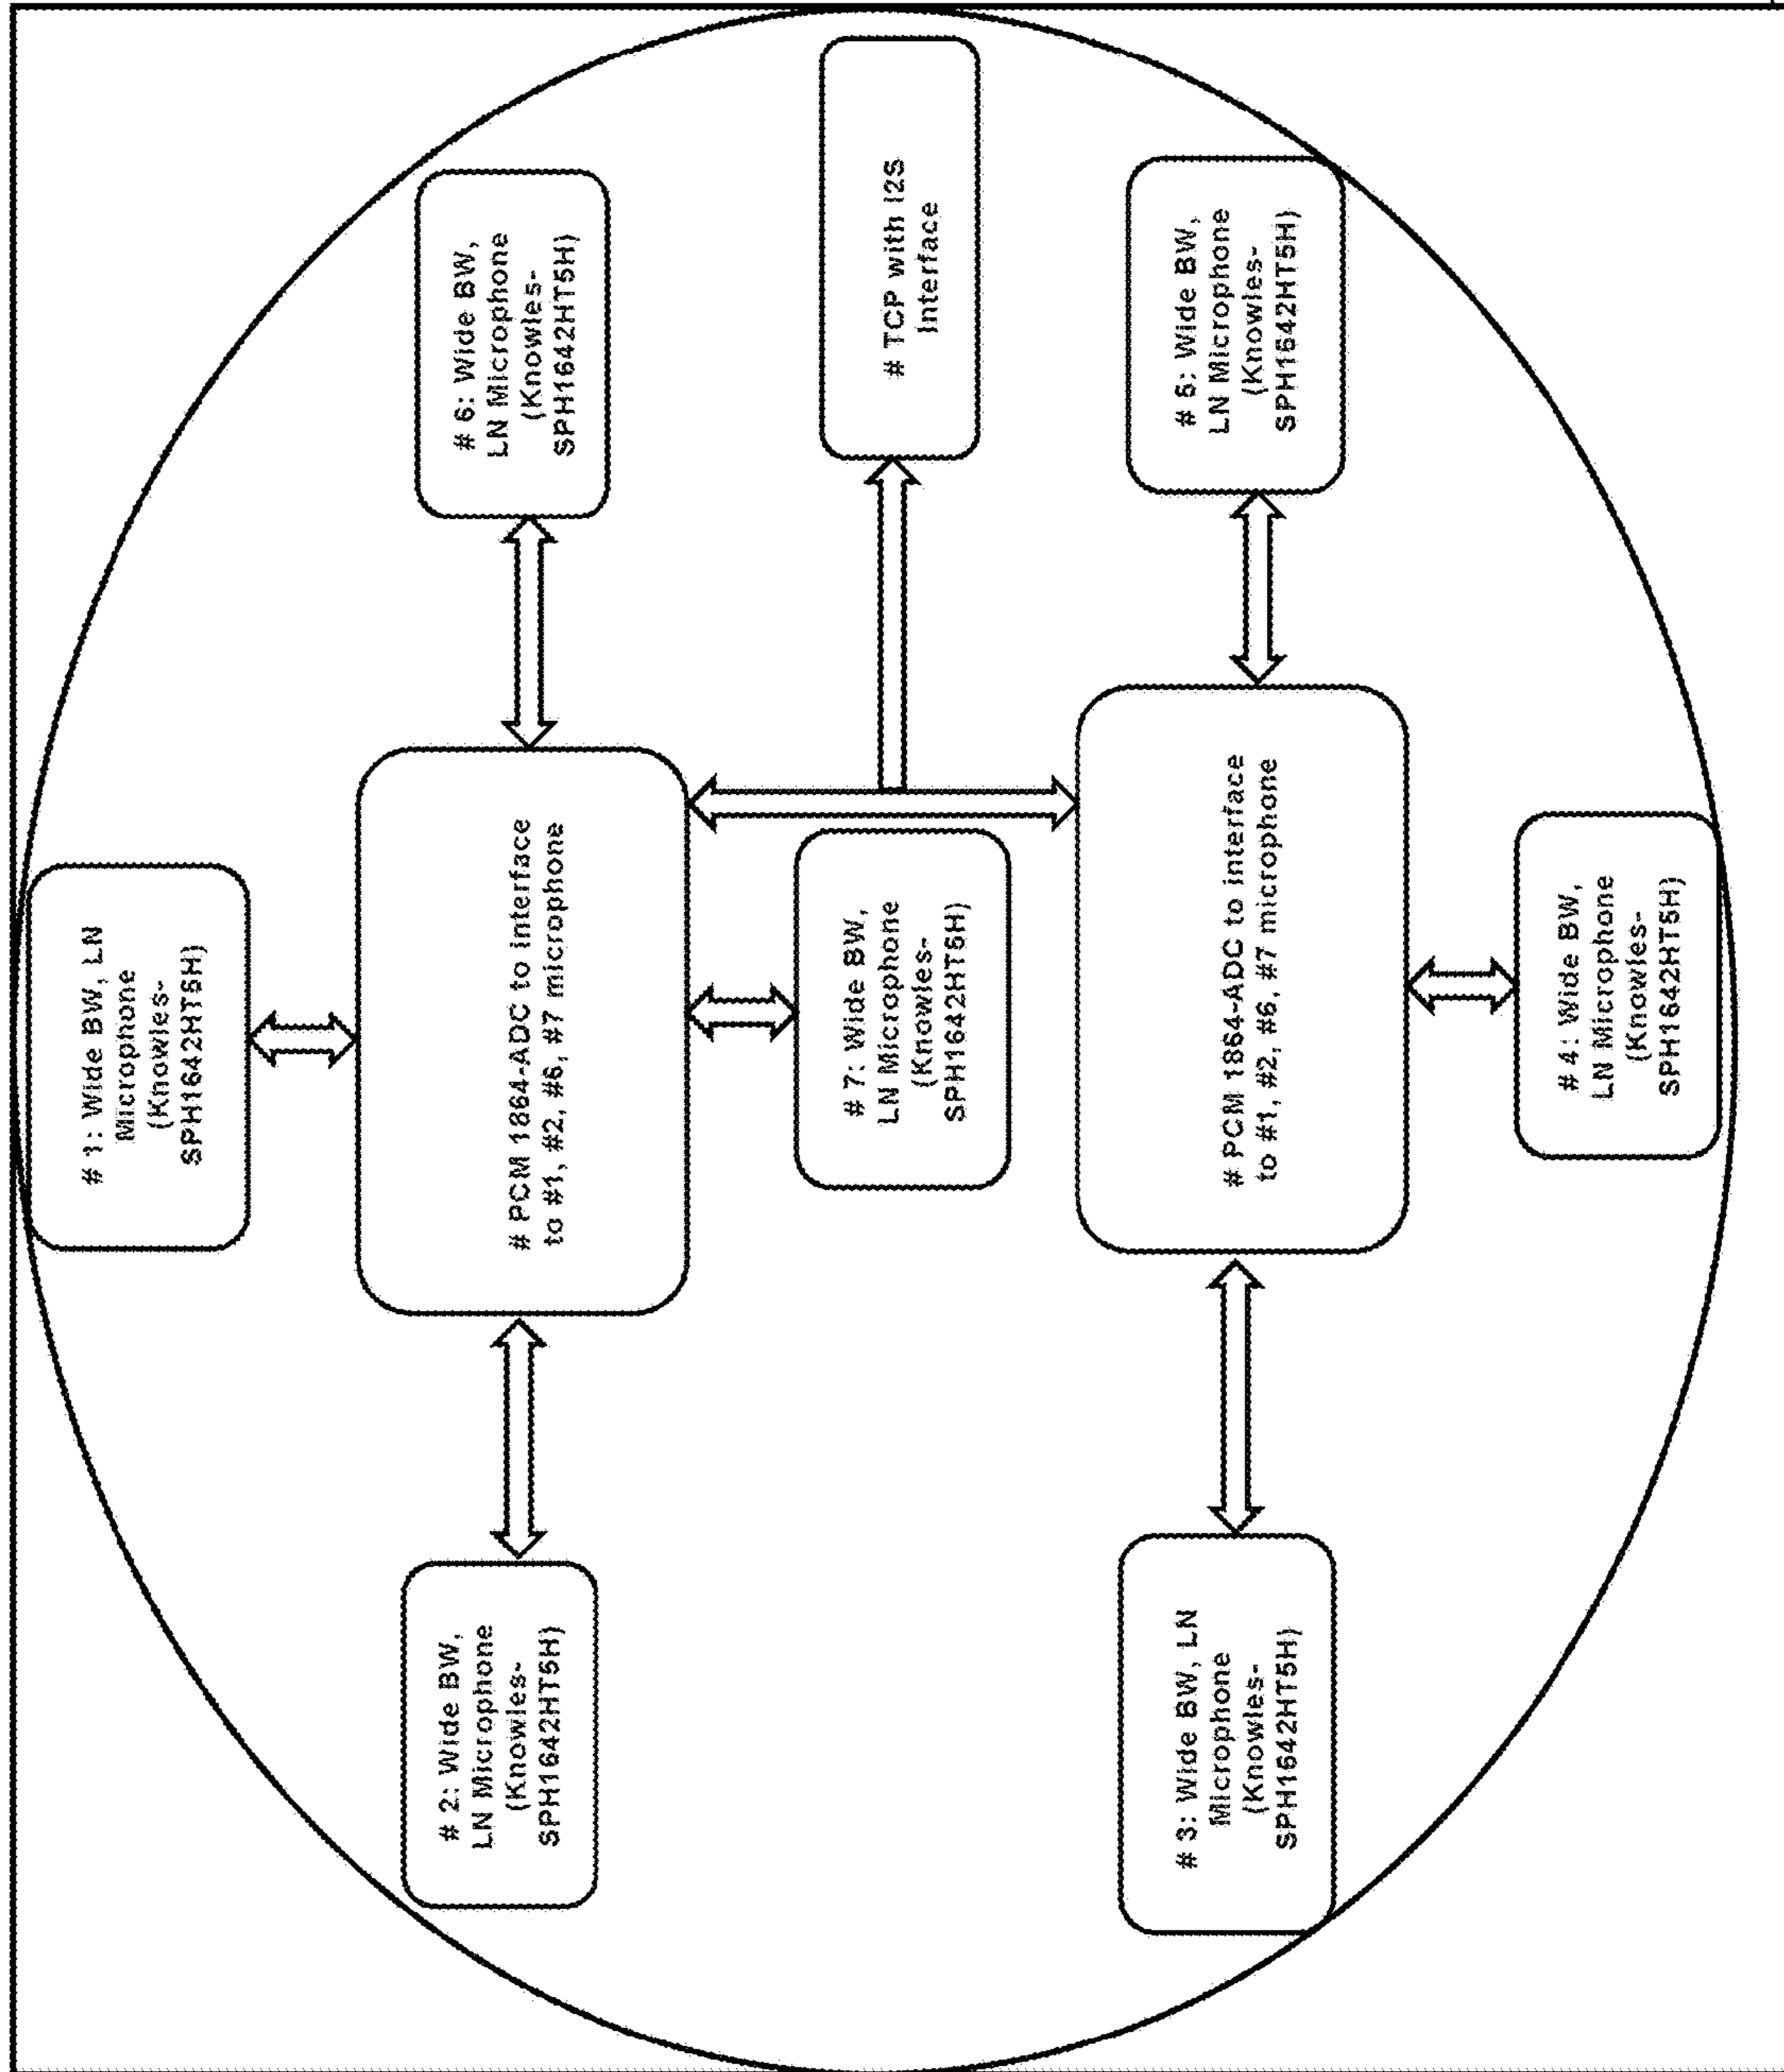 # 1: Wide BW, LN
Microphone
(Knowles-
SPH1642HT5H)
# 2: Wide BW,
LN Microphone
(Knowles-
SPH1642HT5H)
# PCM 1864-ADC to interface
to #1, #2, #6, #7 microphone
# 6: Wide BW,
LN Microphone
(Knowles-
SPH1642HT5H)
# 7: Wide BW,
LN Microphone
(Knowles-
SPH1642HT5H)
# TCP with I2S
Interface
# 3: Wide BW, LN
Microphone
(Knowles-
SPH1642HT5H)
# PCM 1864-ADC to interface
to #1, #2, #6, #7 microphone
# 5: Wide BW,
LN Microphone
(Knowles-
SPH1642HT5H)
# 4: Wide BW,
LN Microphone
(Knowles-
SPH1642HT5H)